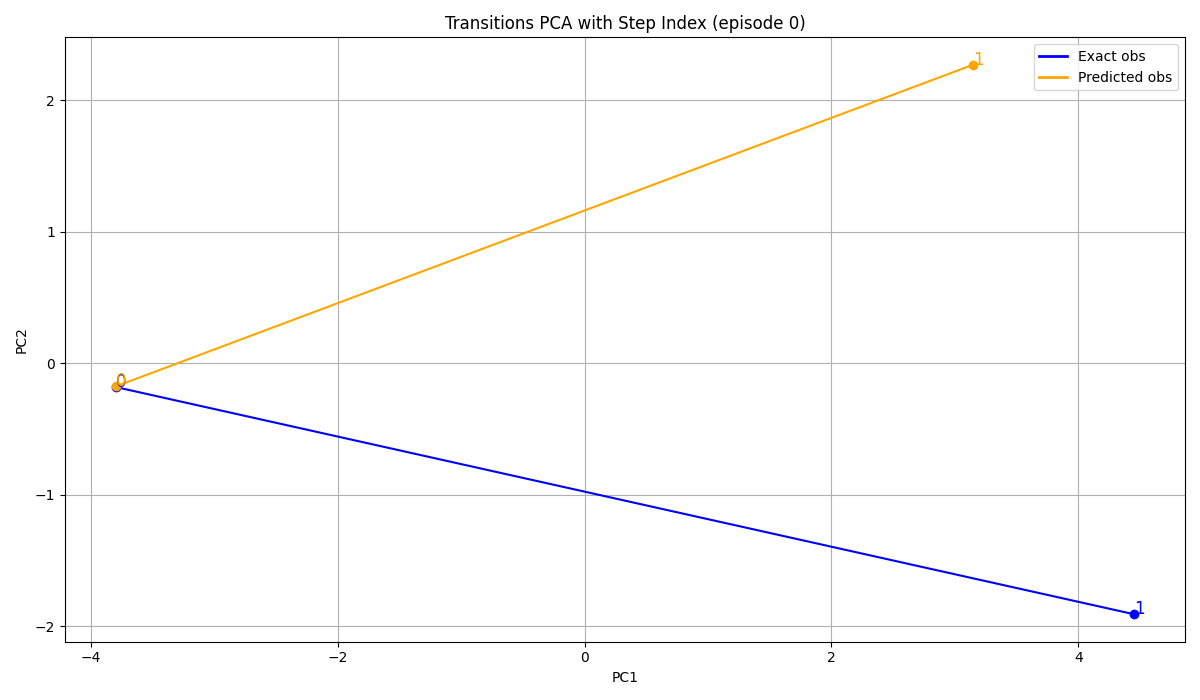 Transitions PCA with Step Index (episode 0)
1
Exact obs
Predicted obs
2
1
0
0
−1
−2
1
PC2
−4
−2
0
2
4
PC1